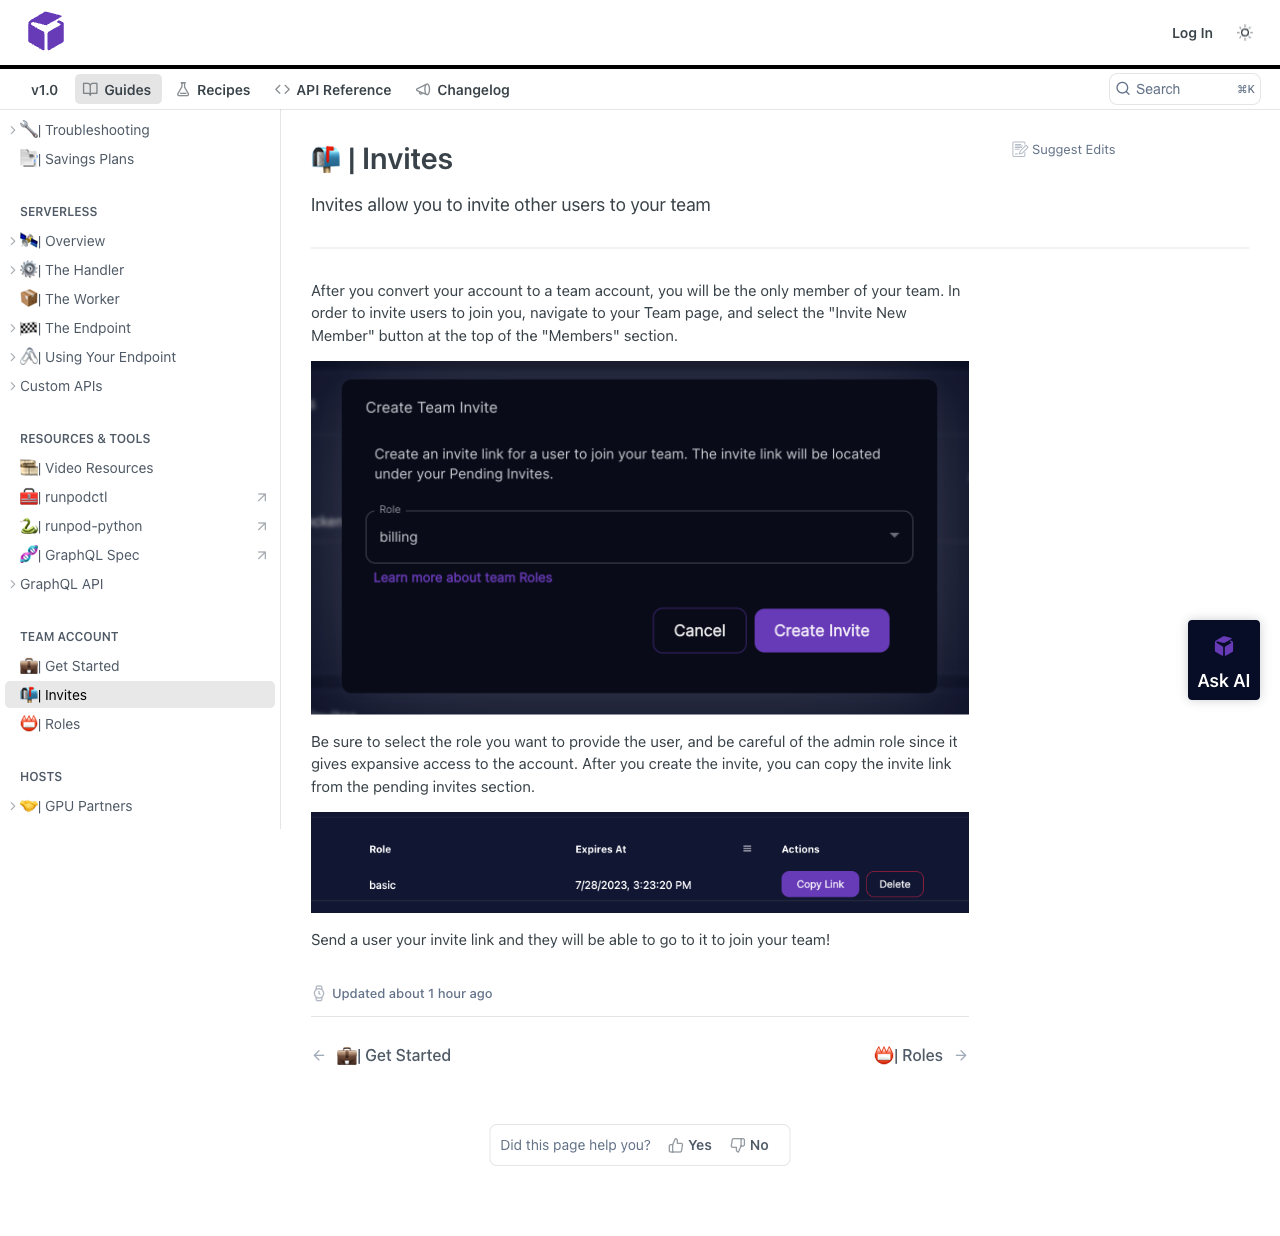 Log In
v1.0
Guides
Recipes
API Reference
Changelog
Search
⌘K
| Troubleshooting
| Savings Plans
SERVERLESS
| Overview
| The Handler
| The Worker
| The Endpoint
| Using Your Endpoint
Custom APIs
RESOURCES & TOOLS
| Video Resources
| runpodctl
| runpod-python
| GraphQL Spec
GraphQL API
TEAM ACCOUNT
| Get Started
| Invites
| Roles
HOSTS
| GPU Partners
| Invites
Suggest Edits
Invites allow you to invite other users to your team
After you convert your account to a team account, you will be the only member of your team. In
order to invite users to join you, navigate to your Team page, and select the "Invite New
Member" button at the top of the "Members" section.
Create Team Invite
Create an invite link for a user to join your team. The invite link will be located
under your Pending Invites.
Role
billing
Learn more about team Roles
Cancel
Create Invite
Be sure to select the role you want to provide the user, and be careful of the admin role since it
gives expansive access to the account. After you create the invite, you can copy the invite link
from the pending invites section.
Role
Expires At
Actions
basic
7/28/2023, 3:23:20 PM
Copy Link
Delete
Send a user your invite link and they will be able to go to it to join your team!
Updated about 1 hour ago
| Get Started
| Roles
Did this page help you?
Yes
No
Ask AI